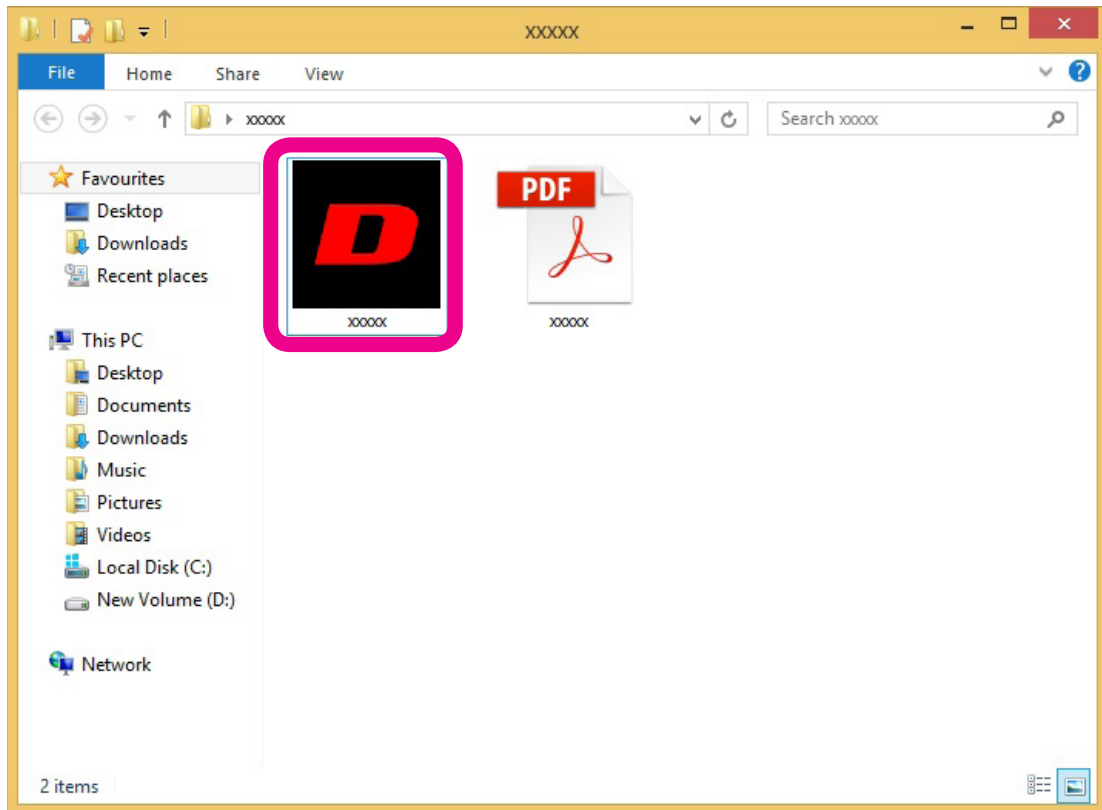 xxxxx
File Home Share View
xxxxx
Search xxxxx
Favourites
Desktop
Downloads
Recent places
This PC
Desktop
Documents
Downloads
Music
Pictures
Videos
Local Disk (C:)
New Volume (D:)
Network
D
xxxxx
PDF
xxxxx
2 items